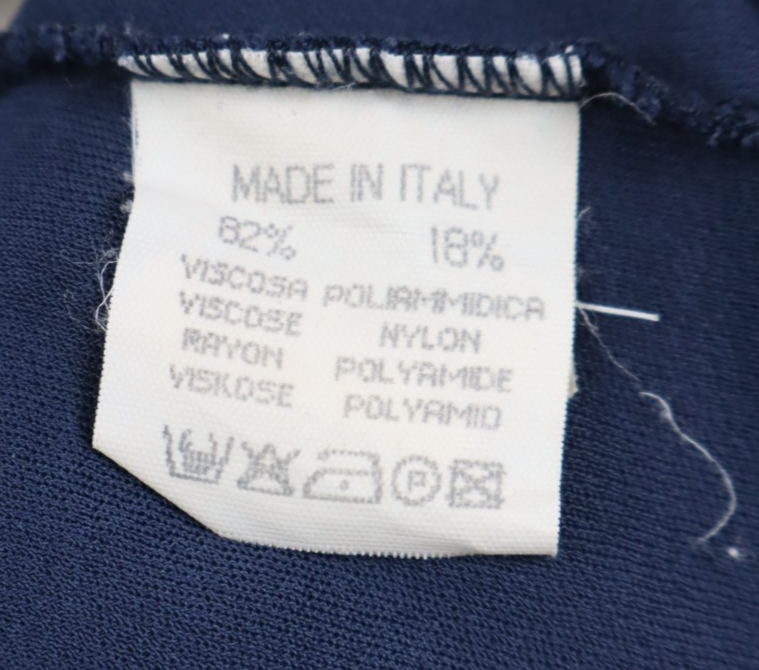 MADE IN ITALY
82% 18%
VISCOSA POLIAMMIDICA
VISCOSE NYLON
RAYON POLYAMIDE
VISKOSE POLYAMID
P